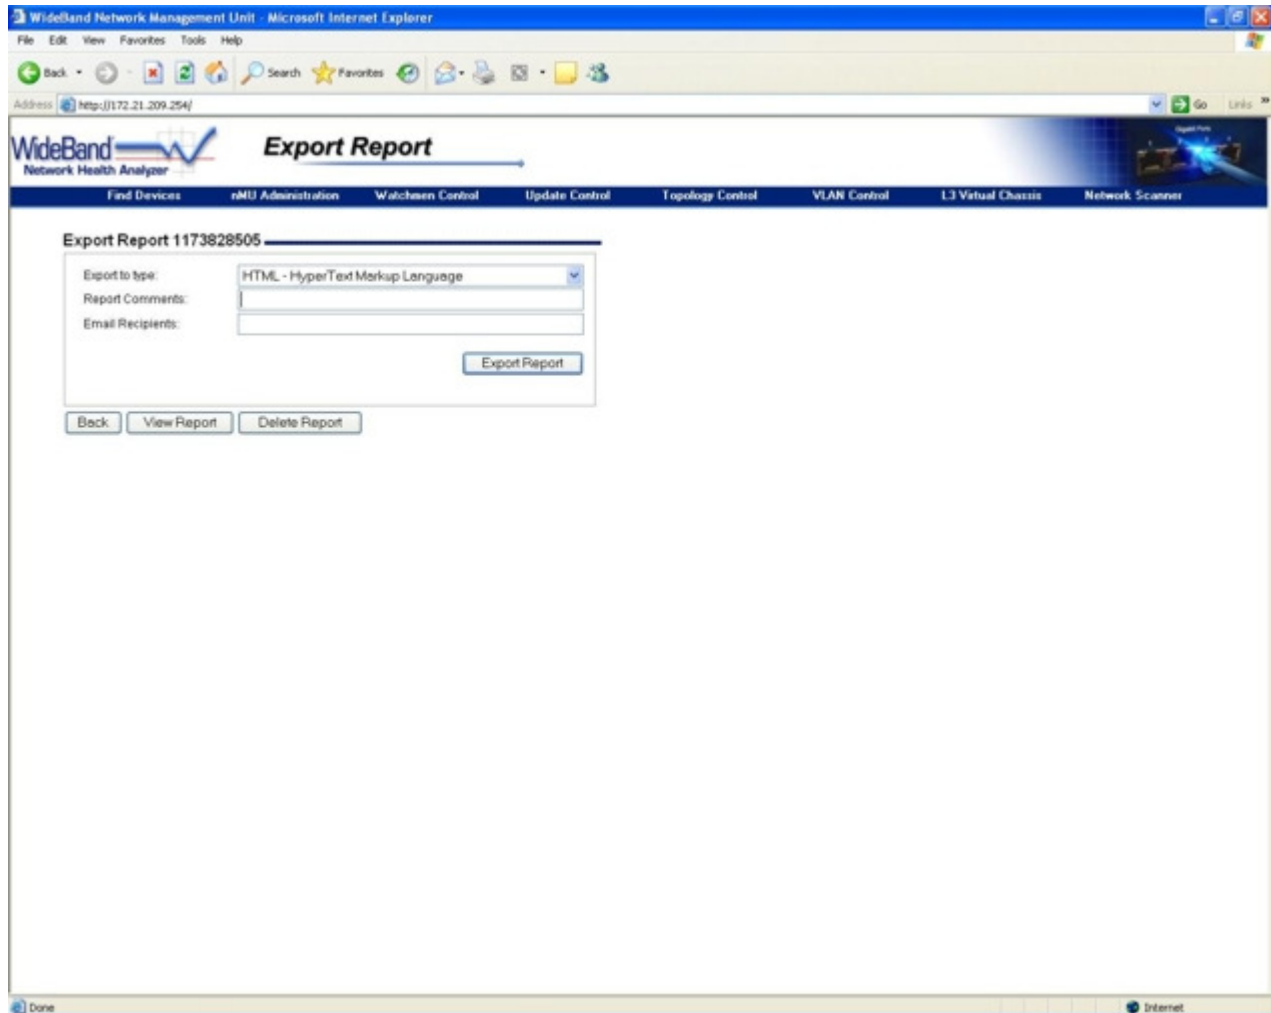 WideBand Network Management Unit - Microsoft Internet Explorer
File Edit View Favorites Tools Help
Back Search Favorites
Address http://172.21.209.254/ Go Links »
WideBand Export Report Gigabit Ports
Network Health Analyzer
Find Devices nMU Administration Watchmen Control Update Control Topology Control VLAN Control L3 Virtual Chassis Network Scanner
Export Report 1173828505
Export to type: HTML - HyperText Markup Language
Report Comments:
Email Recipients:
Export Report
Back View Report Delete Report
Done Internet